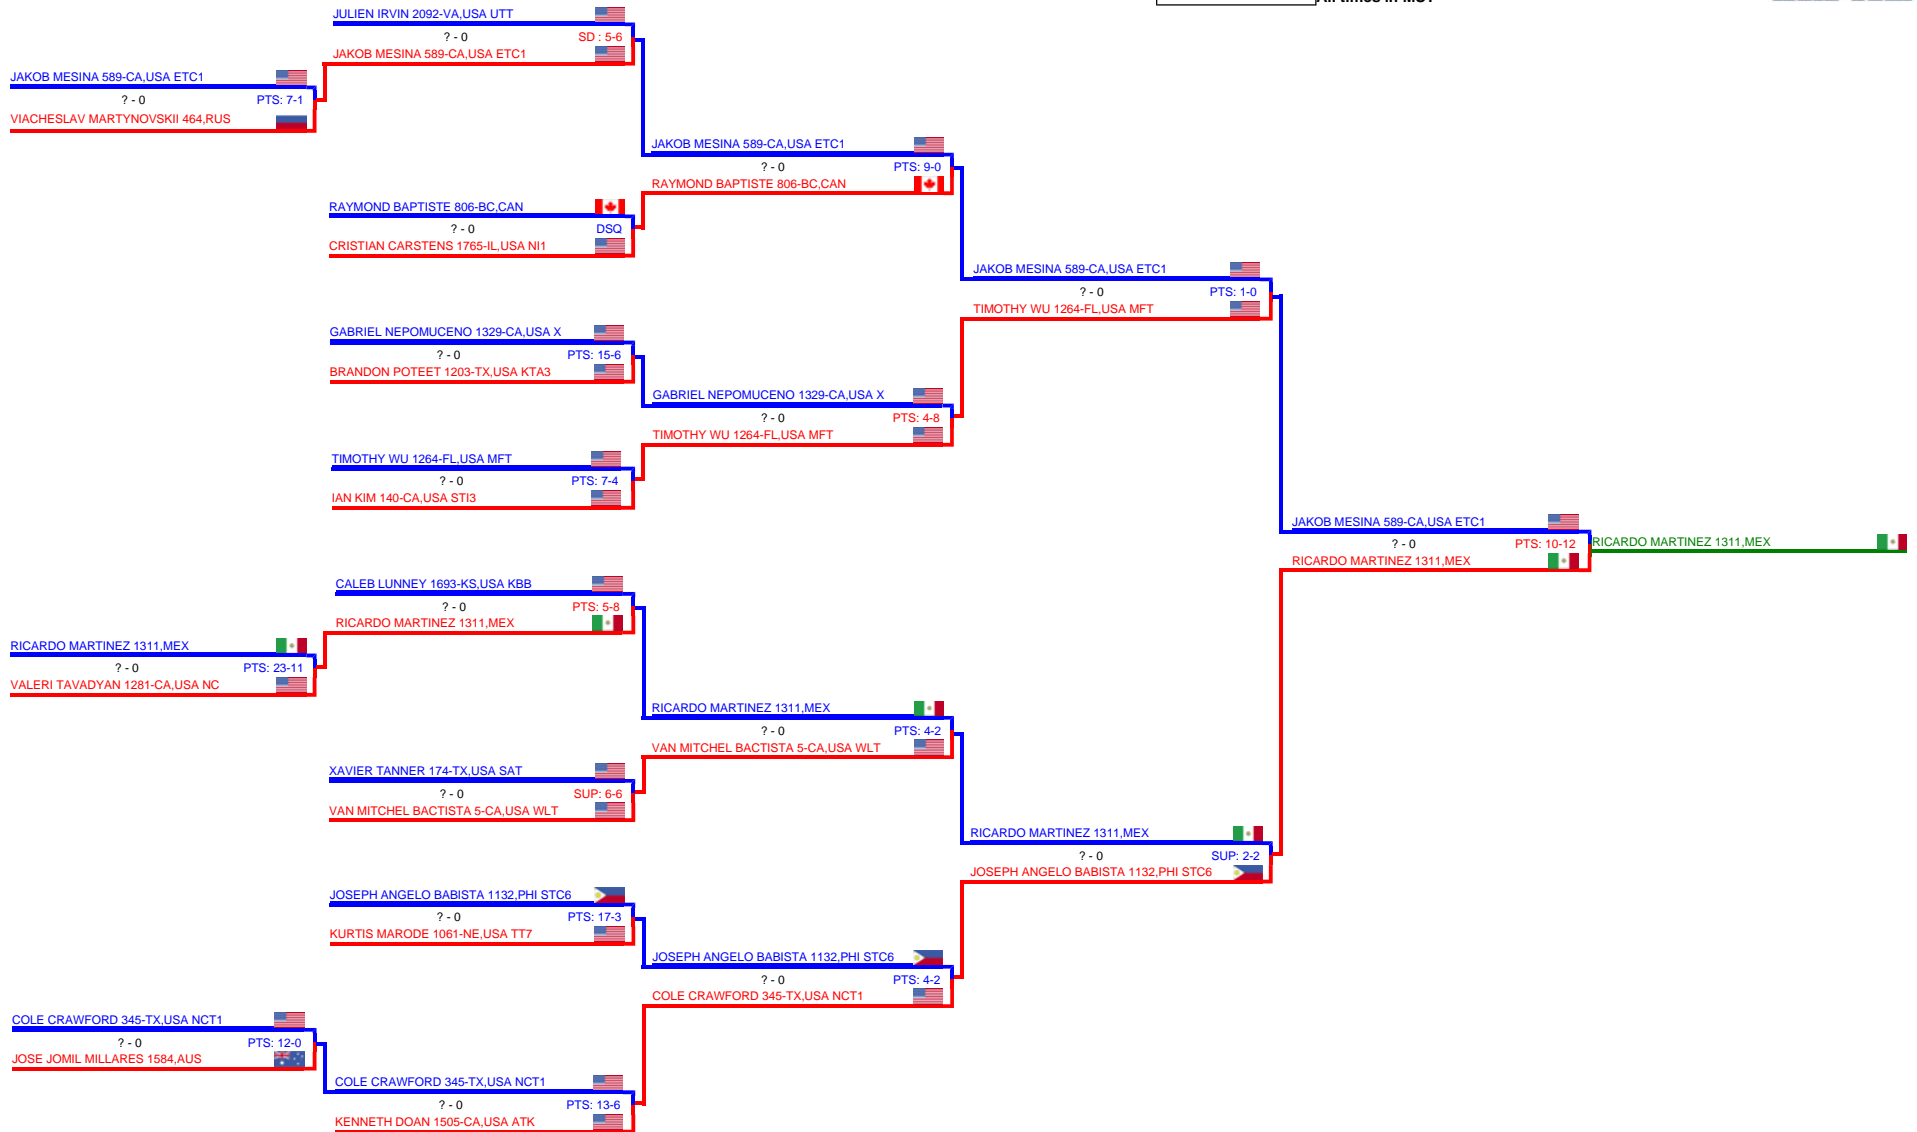 All times in MST
JULIEN IRVIN 2092-VA,USA UTT
? - 0 SD : 5-6
JAKOB MESINA 589-CA,USA ETC1
JAKOB MESINA 589-CA,USA ETC1
? - 0 PTS: 7-1
VIACHESLAV MARTYNOVSKII 464,RUS
JAKOB MESINA 589-CA,USA ETC1
? - 0 PTS: 9-0
RAYMOND BAPTISTE 806-BC,CAN
RAYMOND BAPTISTE 806-BC,CAN
? - 0 DSQ
CRISTIAN CARSTENS 1765-IL,USA NI1
JAKOB MESINA 589-CA,USA ETC1
? - 0 PTS: 1-0
TIMOTHY WU 1264-FL,USA MFT
GABRIEL NEPOMUCENO 1329-CA,USA X
? - 0 PTS: 15-6
BRANDON POTEET 1203-TX,USA KTA3
GABRIEL NEPOMUCENO 1329-CA,USA X
? - 0 PTS: 4-8
TIMOTHY WU 1264-FL,USA MFT
TIMOTHY WU 1264-FL,USA MFT
? - 0 PTS: 7-4
IAN KIM 140-CA,USA STI3
JAKOB MESINA 589-CA,USA ETC1
? - 0 PTS: 10-12
RICARDO MARTINEZ 1311,MEX
RICARDO MARTINEZ 1311,MEX
CALEB LUNNEY 1693-KS,USA KBB
? - 0 PTS: 5-8
RICARDO MARTINEZ 1311,MEX
RICARDO MARTINEZ 1311,MEX
? - 0 PTS: 23-11
VALERI TAVADYAN 1281-CA,USA NC
RICARDO MARTINEZ 1311,MEX
? - 0 PTS: 4-2
VAN MITCHEL BACTISTA 5-CA,USA WLT
XAVIER TANNER 174-TX,USA SAT
? - 0 SUP: 6-6
VAN MITCHEL BACTISTA 5-CA,USA WLT
RICARDO MARTINEZ 1311,MEX
? - 0 SUP: 2-2
JOSEPH ANGELO BABISTA 1132,PHI STC6
JOSEPH ANGELO BABISTA 1132,PHI STC6
? - 0 PTS: 17-3
KURTIS MARODE 1061-NE,USA TT7
JOSEPH ANGELO BABISTA 1132,PHI STC6
? - 0 PTS: 4-2
COLE CRAWFORD 345-TX,USA NCT1
COLE CRAWFORD 345-TX,USA NCT1
? - 0 PTS: 12-0
JOSE JOMIL MILLARES 1584,AUS
COLE CRAWFORD 345-TX,USA NCT1
? - 0 PTS: 13-6
KENNETH DOAN 1505-CA,USA ATK